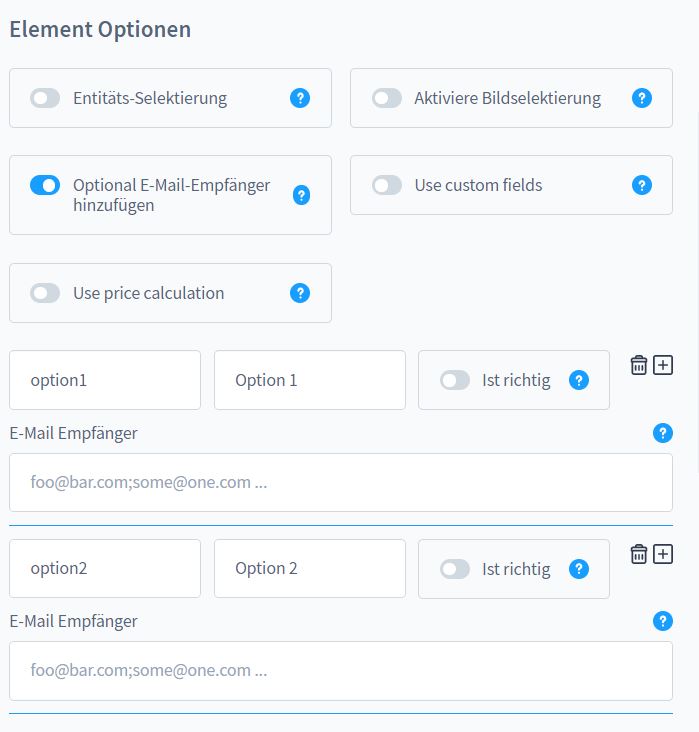 Element Optionen
Entitäts-Selektierung ?
Aktiviere Bildselektierung ?
Optional E-Mail-Empfänger
hinzufügen ?
Use custom fields ?
Use price calculation ?
option1
Option 1
Ist richtig ?
E-Mail Empfänger ?
foo@bar.com;some@one.com ...
option2
Option 2
Ist richtig ?
E-Mail Empfänger ?
foo@bar.com;some@one.com ...